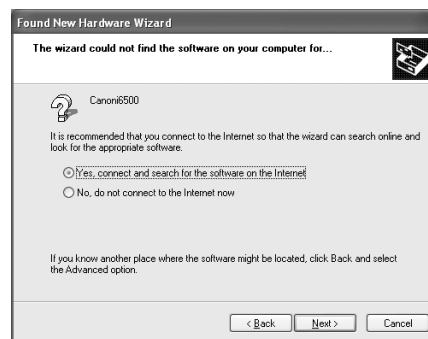 Found New Hardware Wizard
The wizard could not find the software on your computer for...
Canoni6500
It is recommended that you connect to the Internet so that the wizard can search online and
look for the appropriate software.
Yes, connect and search for the software on the Internet
No, do not connect to the Internet now
If you know another place where the software might be located, click Back and select
the Advanced option.
< Back Next > Cancel